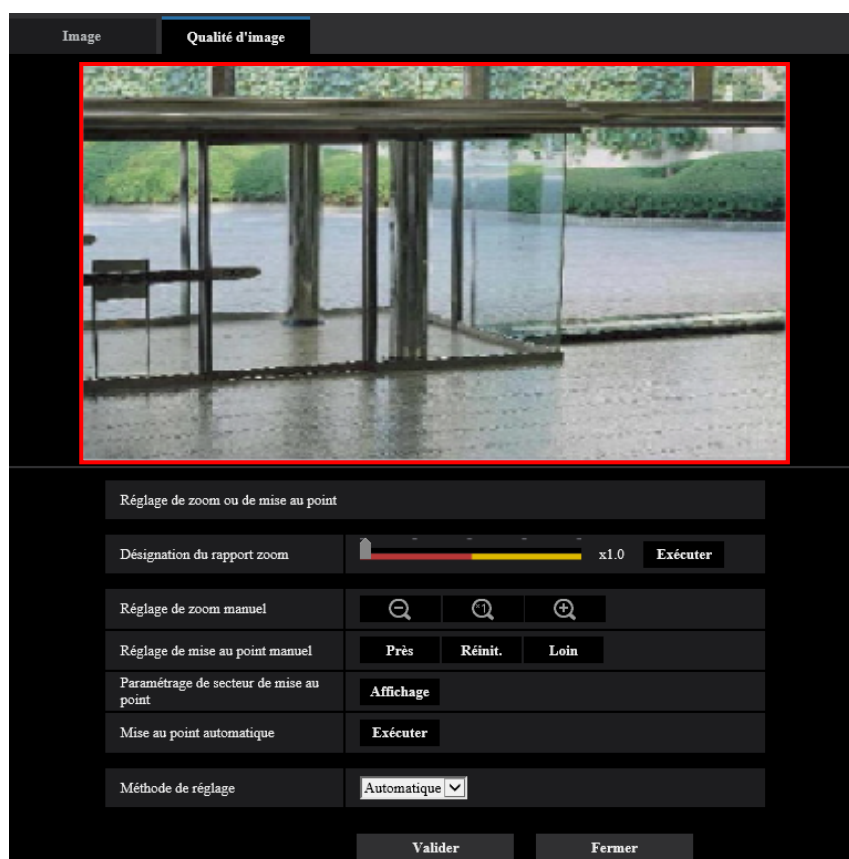 Image Qualité d'image
Réglage de zoom ou de mise au point
Désignation du rapport zoom x1.0 Exécuter
Réglage de zoom manuel ×1
Réglage de mise au point manuel Près Réinit. Loin
Paramétrage de secteur de mise au
point Affichage
Mise au point automatique Exécuter
Méthode de réglage Automatique
Valider Fermer